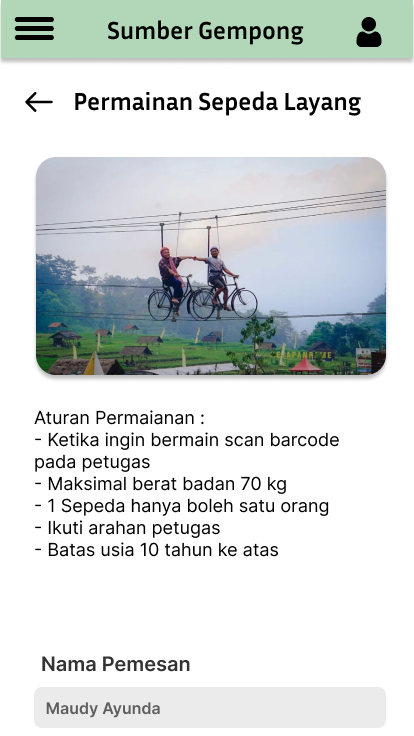 Sumber Gempong
Permainan Sepeda Layang
Aturan Permaianan :
- Ketika ingin bermain scan barcode
pada petugas
- Maksimal berat badan 70 kg
- 1 Sepeda hanya boleh satu orang
- Ikuti arahan petugas
- Batas usia 10 tahun ke atas
Nama Pemesan
Maudy Ayunda